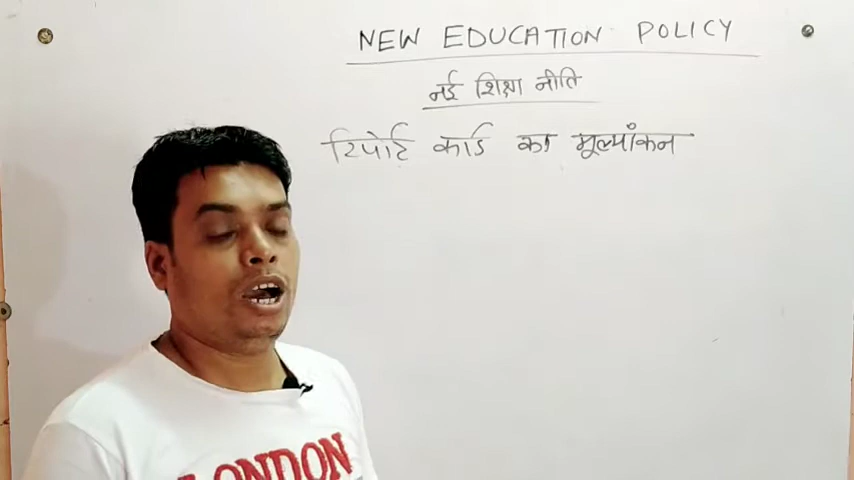 NEW EDUCATION POLICY
नई शिक्षा नीति
रिपोर्ट कार्ड का मूल्यांकन
LONDON